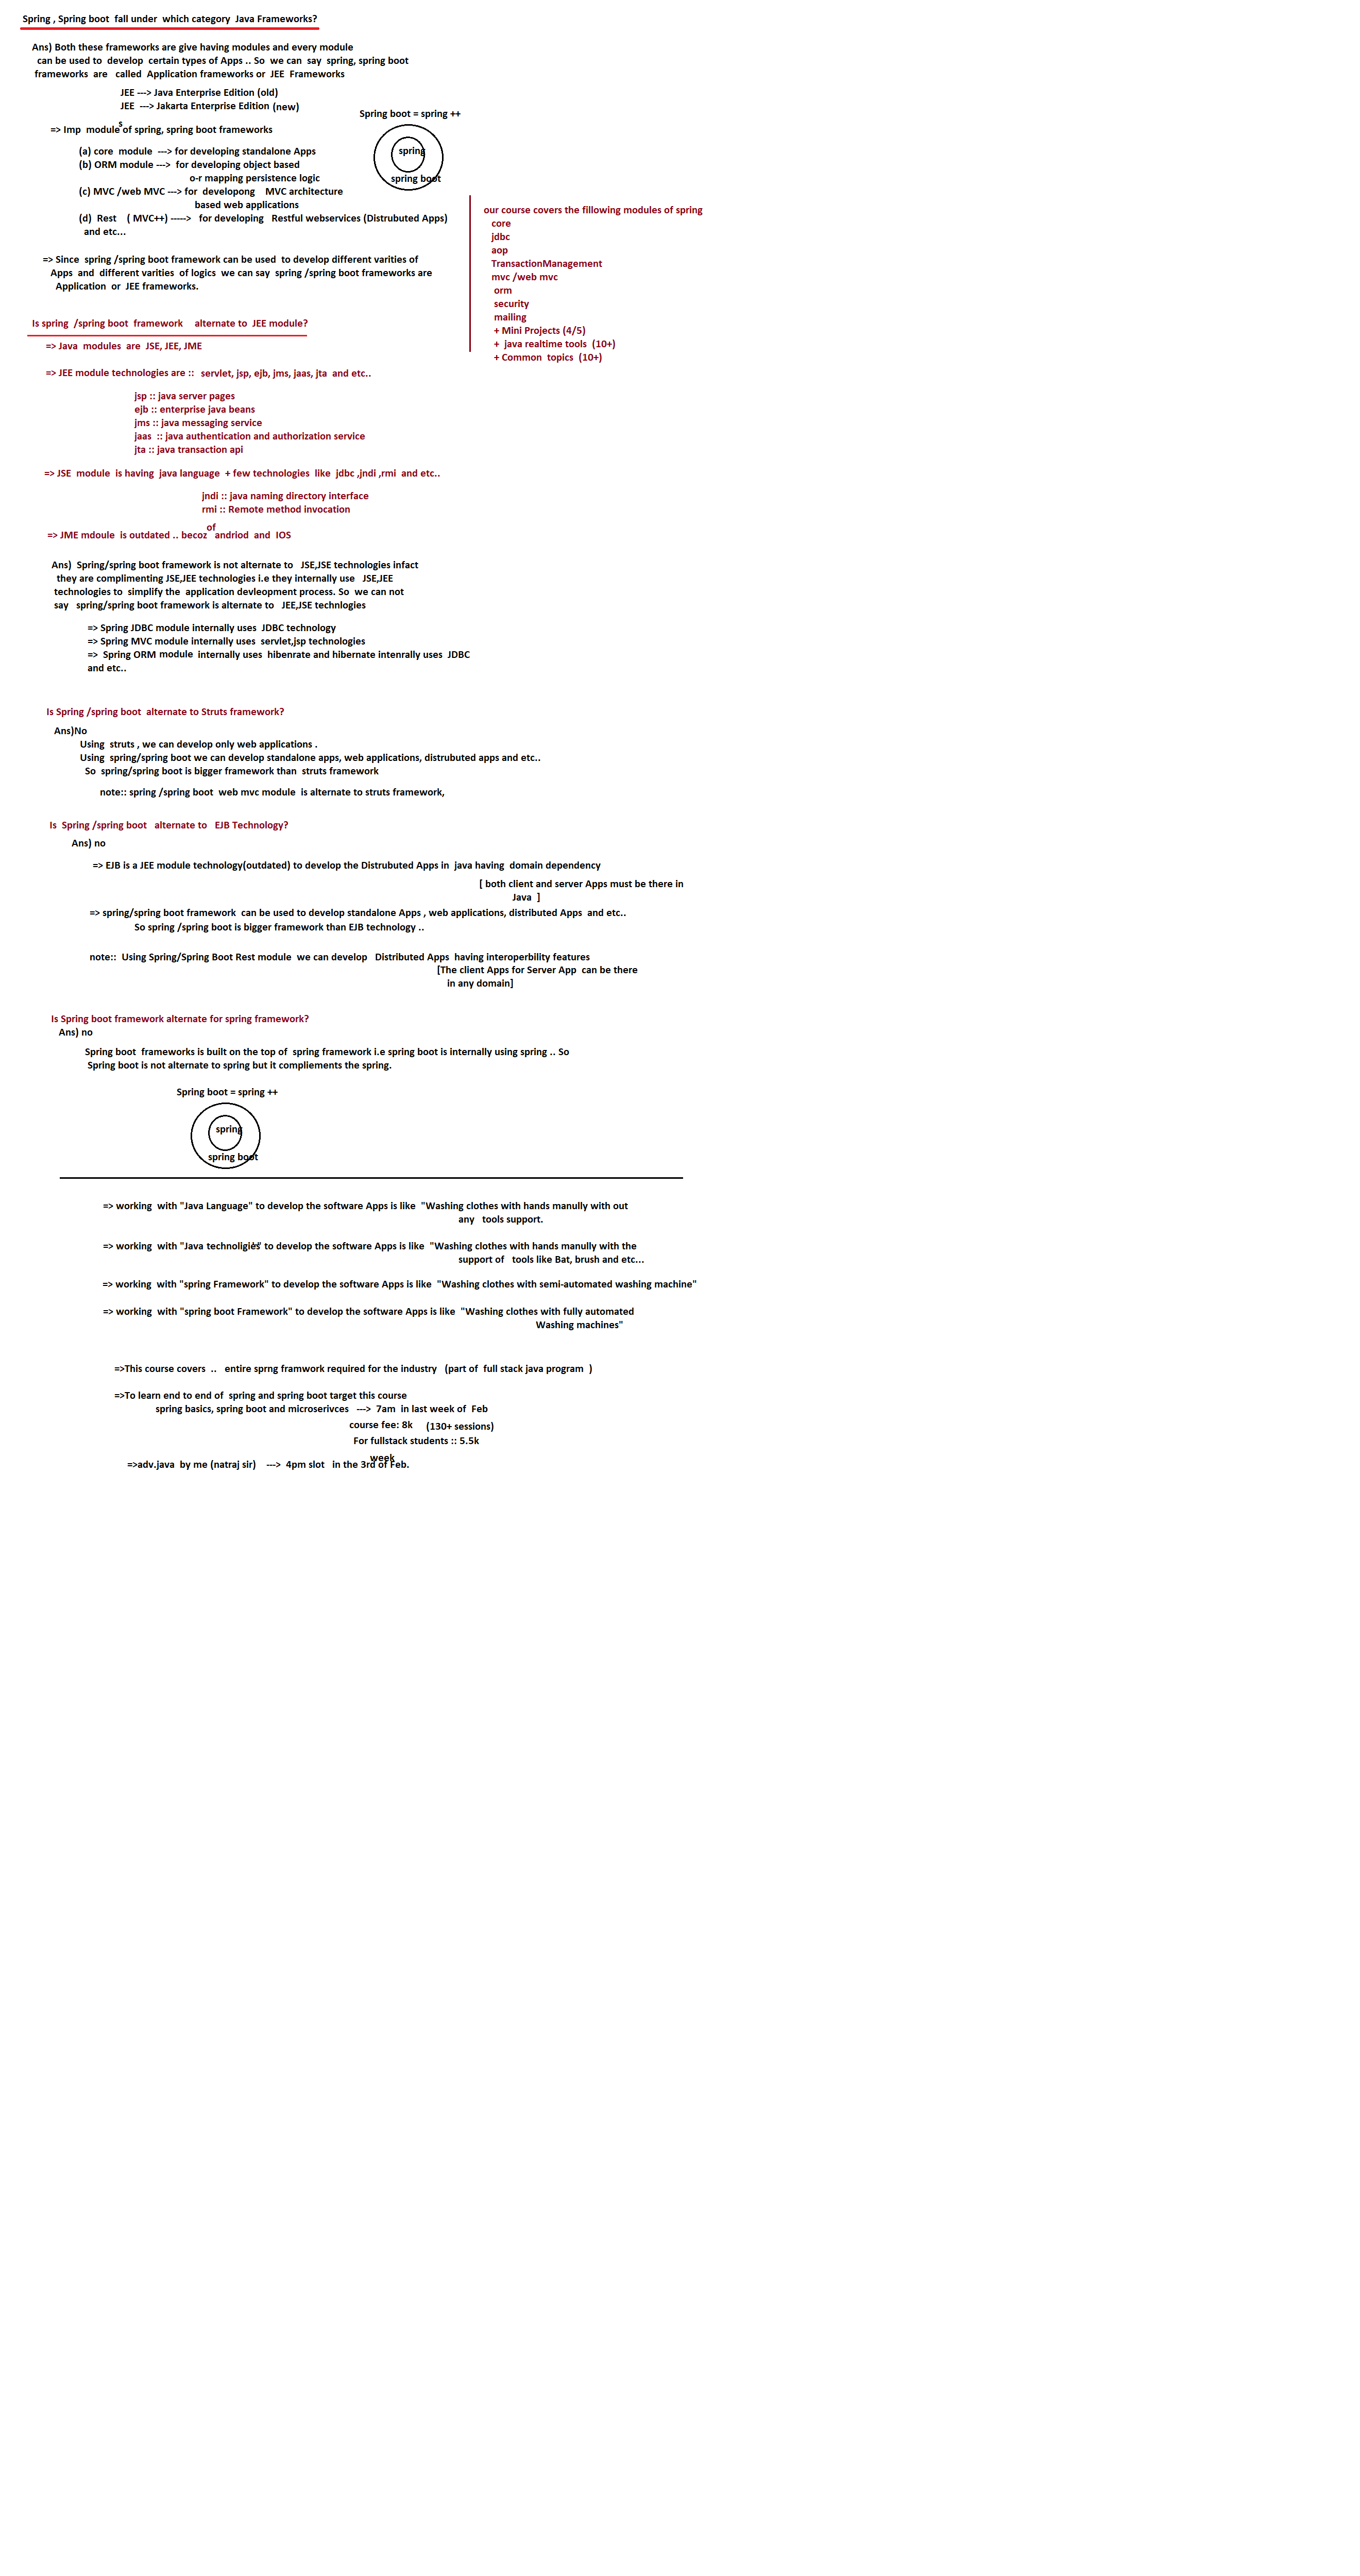 Spring , Spring boot fall under which category Java Frameworks?
Ans) Both these frameworks are give having modules and every module
can be used to develop certain types of Apps .. So we can say spring, spring boot
frameworks are called Application frameworks or JEE Frameworks
JEE ---> Java Enterprise Edition (old)
JEE ---> Jakarta Enterprise Edition (new)
=> Imp modules of spring, spring boot frameworks
(a) core module ---> for developing standalone Apps
(b) ORM module ---> for developing object based
o-r mapping persistence logic
(c) MVC /web MVC ---> for developong MVC architecture
based web applications
(d) Rest ( MVC++) -----> for developing Restful webservices (Distrubuted Apps)
and etc...
Spring boot = spring ++
spring
spring boot
=> Since spring /spring boot framework can be used to develop different varities of
Apps and different varities of logics we can say spring /spring boot frameworks are
Application or JEE frameworks.
our course covers the fillowing modules of spring
core
jdbc
aop
TransactionManagement
mvc /web mvc
orm
security
mailing
+ Mini Projects (4/5)
+ java realtime tools (10+)
+ Common topics (10+)
Is spring /spring boot framework alternate to JEE module?
=> Java modules are JSE, JEE, JME
=> JEE module technologies are :: servlet, jsp, ejb, jms, jaas, jta and etc..
jsp :: java server pages
ejb :: enterprise java beans
jms :: java messaging service
jaas :: java authentication and authorization service
jta :: java transaction api
=> JSE module is having java language + few technologies like jdbc ,jndi ,rmi and etc..
jndi :: java naming directory interface
rmi :: Remote method invocation
=> JME mdoule is outdated .. becoz of andriod and IOS
Ans) Spring/spring boot framework is not alternate to JSE,JSE technologies infact
they are complimenting JSE,JEE technologies i.e they internally use JSE,JEE
technologies to simplify the application devleopment process. So we can not
say spring/spring boot framework is alternate to JEE,JSE technlogies
=> Spring JDBC module internally uses JDBC technology
=> Spring MVC module internally uses servlet,jsp technologies
=> Spring ORM module internally uses hibenrate and hibernate intenrally uses JDBC
and etc..
Is Spring /spring boot alternate to Struts framework?
Ans)No
Using struts , we can develop only web applications .
Using spring/spring boot we can develop standalone apps, web applications, distrubuted apps and etc..
So spring/spring boot is bigger framework than struts framework
note:: spring /spring boot web mvc module is alternate to struts framework,
Is Spring /spring boot alternate to EJB Technology?
Ans) no
=> EJB is a JEE module technology(outdated) to develop the Distrubuted Apps in java having domain dependency
[ both client and server Apps must be there in
Java ]
=> spring/spring boot framework can be used to develop standalone Apps , web applications, distributed Apps and etc..
So spring /spring boot is bigger framework than EJB technology ..
note:: Using Spring/Spring Boot Rest module we can develop Distributed Apps having interoperbility features
[The client Apps for Server App can be there
in any domain]
Is Spring boot framework alternate for spring framework?
Ans) no
Spring boot frameworks is built on the top of spring framework i.e spring boot is internally using spring .. So
Spring boot is not alternate to spring but it compliements the spring.
Spring boot = spring ++
spring
spring boot
=> working with "Java Language" to develop the software Apps is like "Washing clothes with hands manully with out
any tools support.
=> working with "Java technoligies" to develop the software Apps is like "Washing clothes with hands manully with the
support of tools like Bat, brush and etc...
=> working with "spring Framework" to develop the software Apps is like "Washing clothes with semi-automated washing machine"
=> working with "spring boot Framework" to develop the software Apps is like "Washing clothes with fully automated
Washing machines"
=>This course covers .. entire sprng framwork required for the industry (part of full stack java program )
=>To learn end to end of spring and spring boot target this course
spring basics, spring boot and microserivces ---> 7am in last week of Feb
course fee: 8k (130+ sessions)
For fullstack students :: 5.5k
=>adv.java by me (natraj sir) ---> 4pm slot in the 3rd week of Feb.